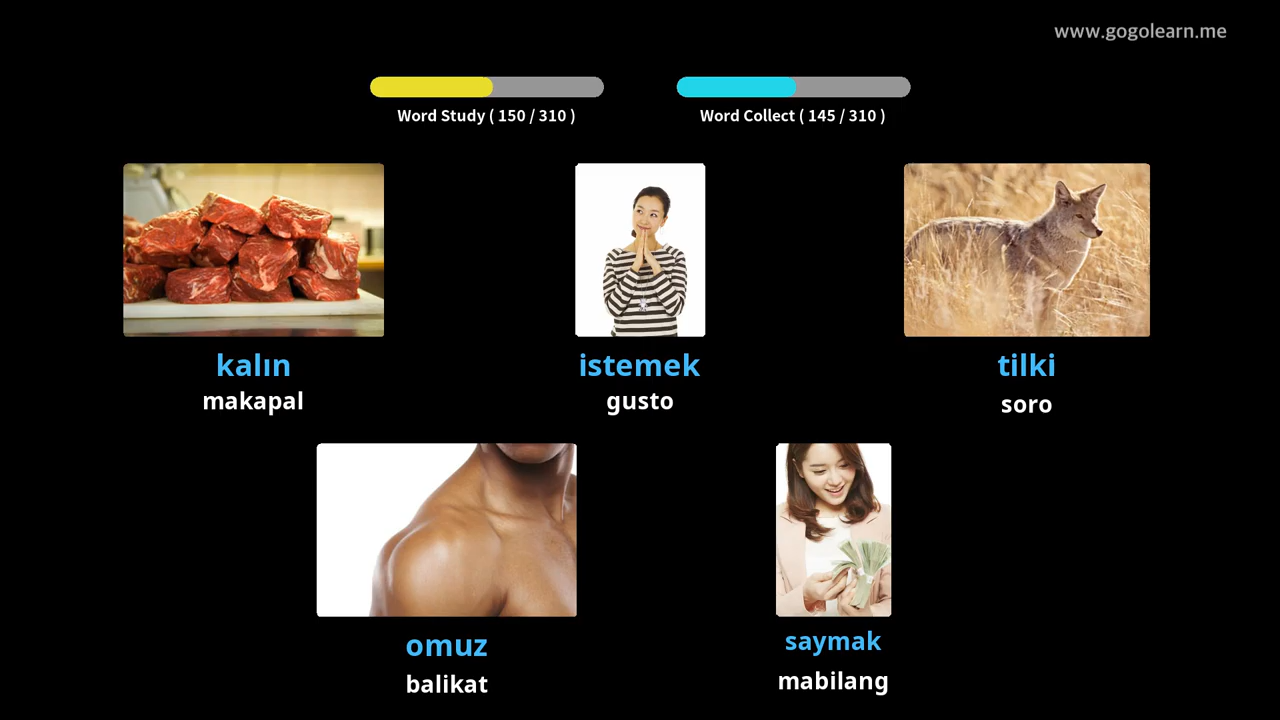 www.gogolearn.me
Word Study ( 150 / 310 )
Word Collect ( 145 / 310 )
kalın
makapal
istemek
gusto
tilki
soro
omuz
balikat
saymak
mabilang